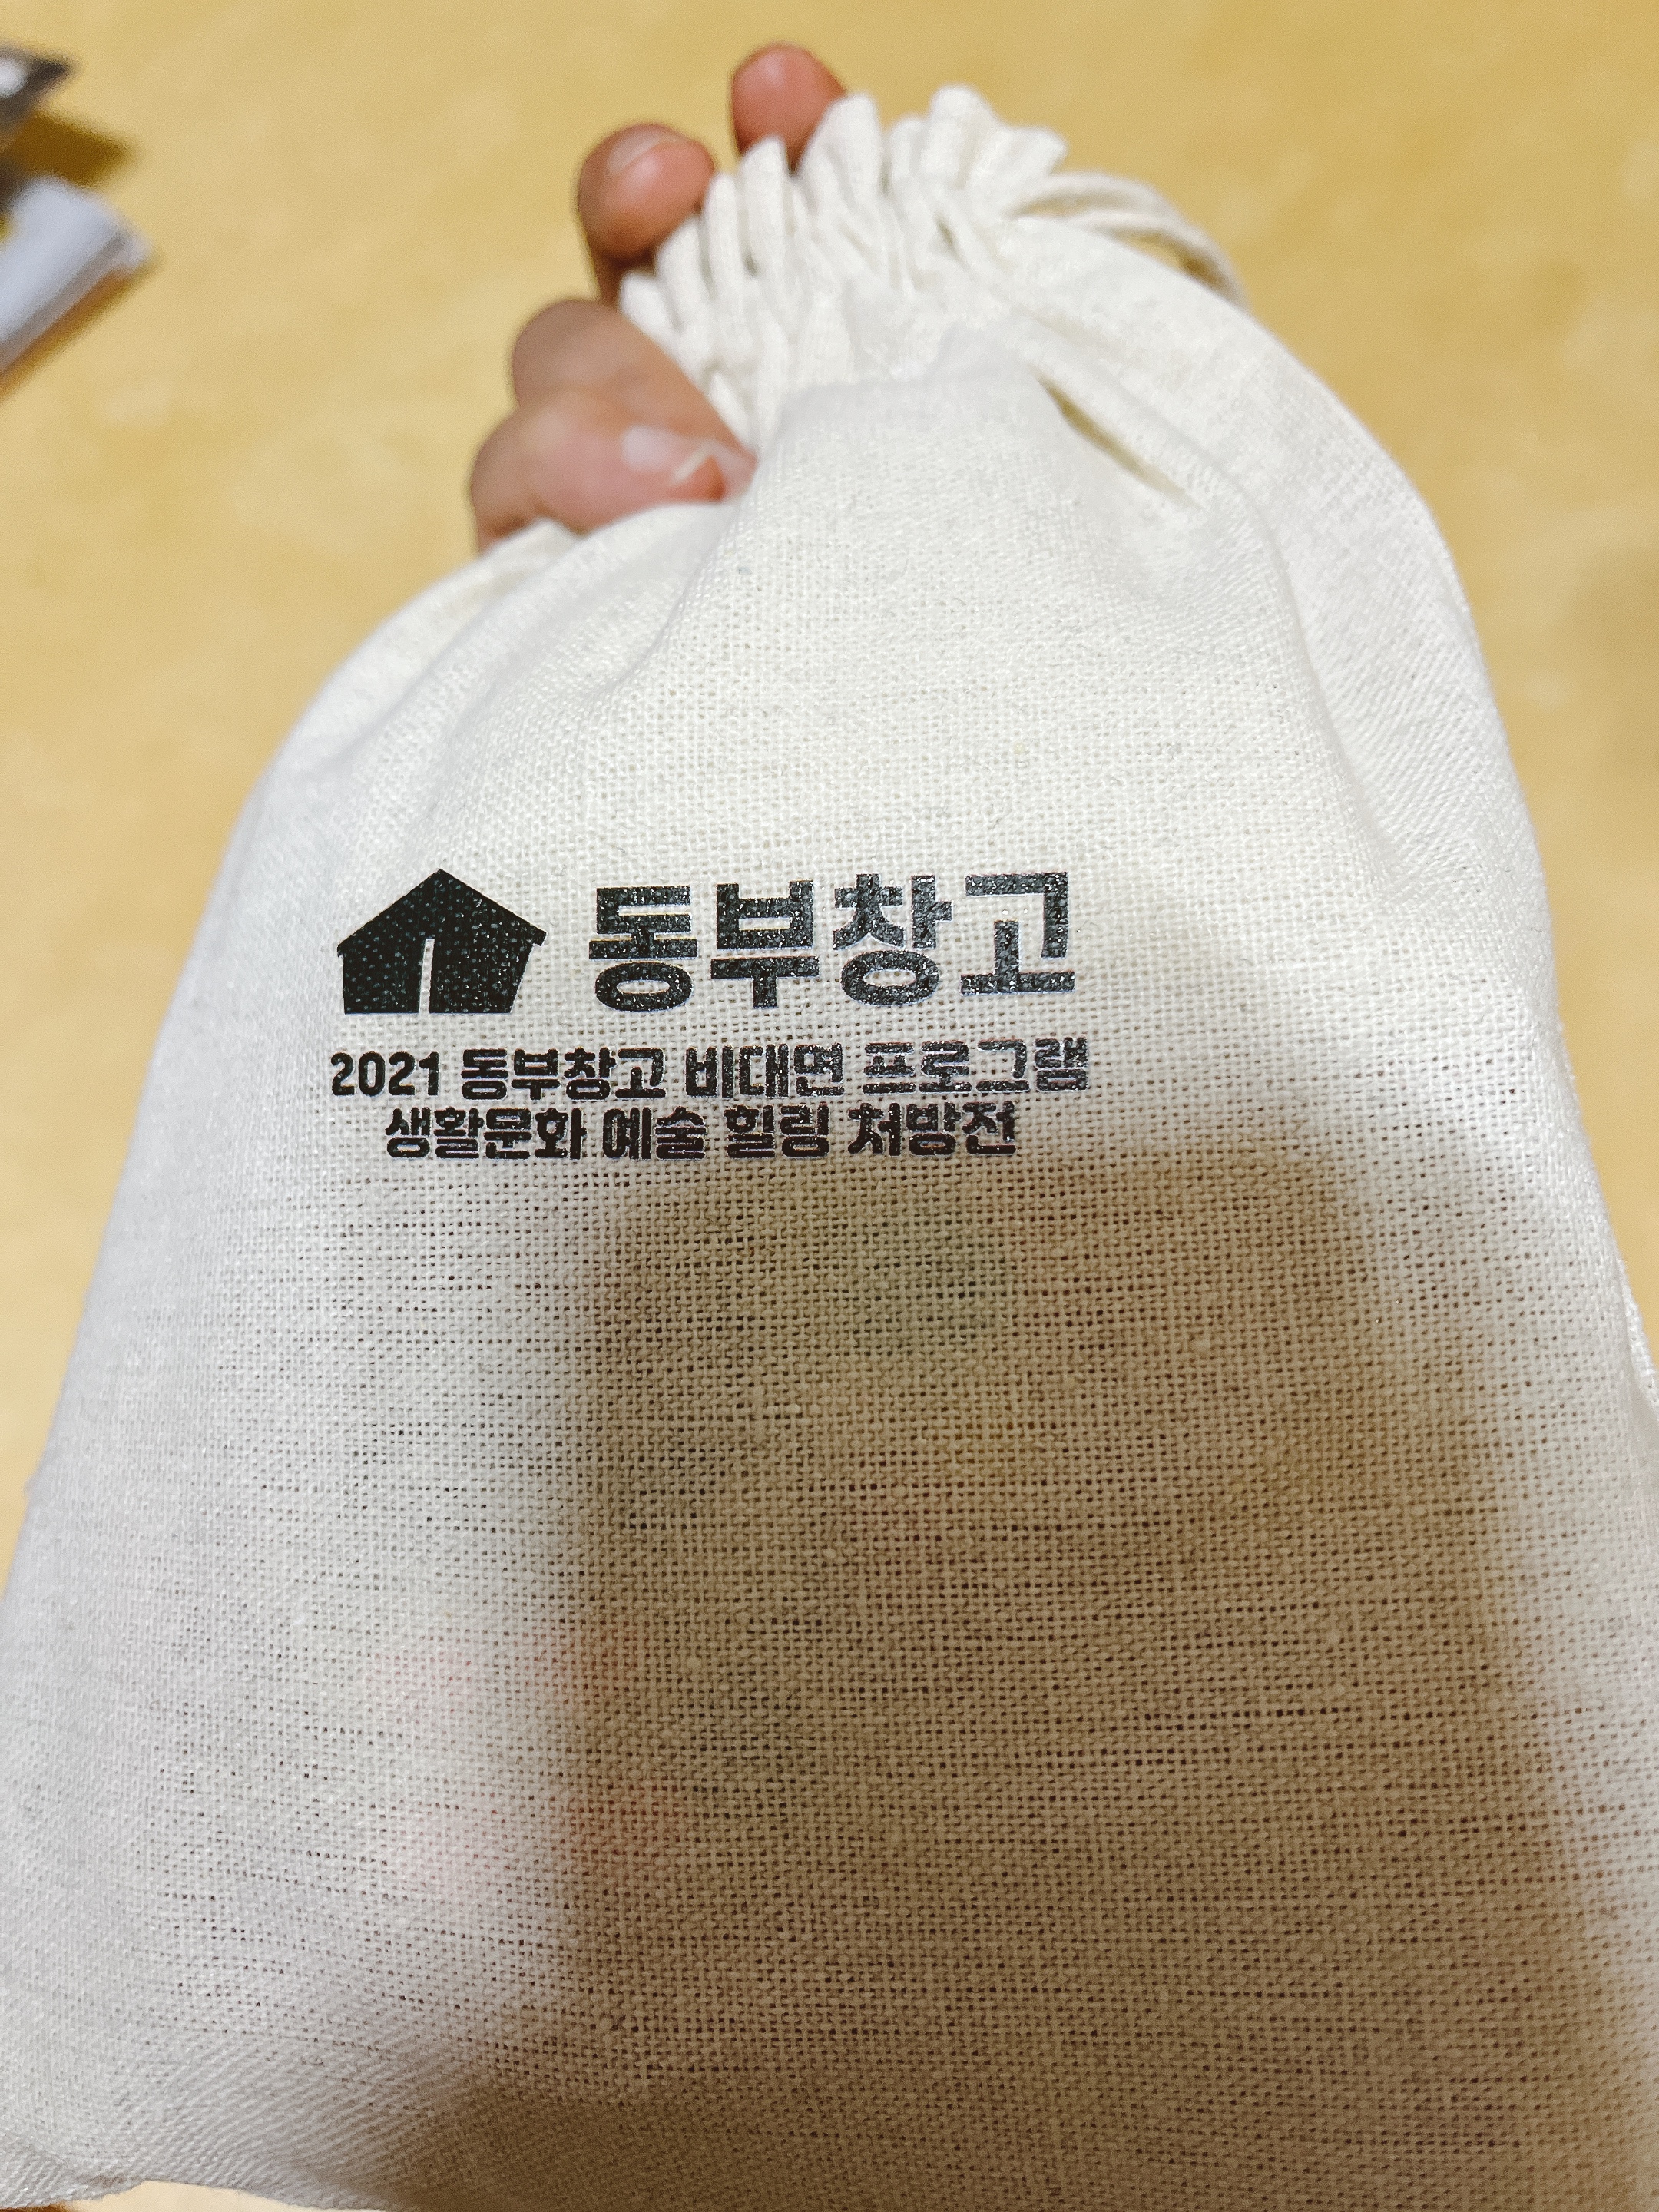 동부창고
2021 동부창고 비대면 프로그램
생활문화 예술 힐링 처방전